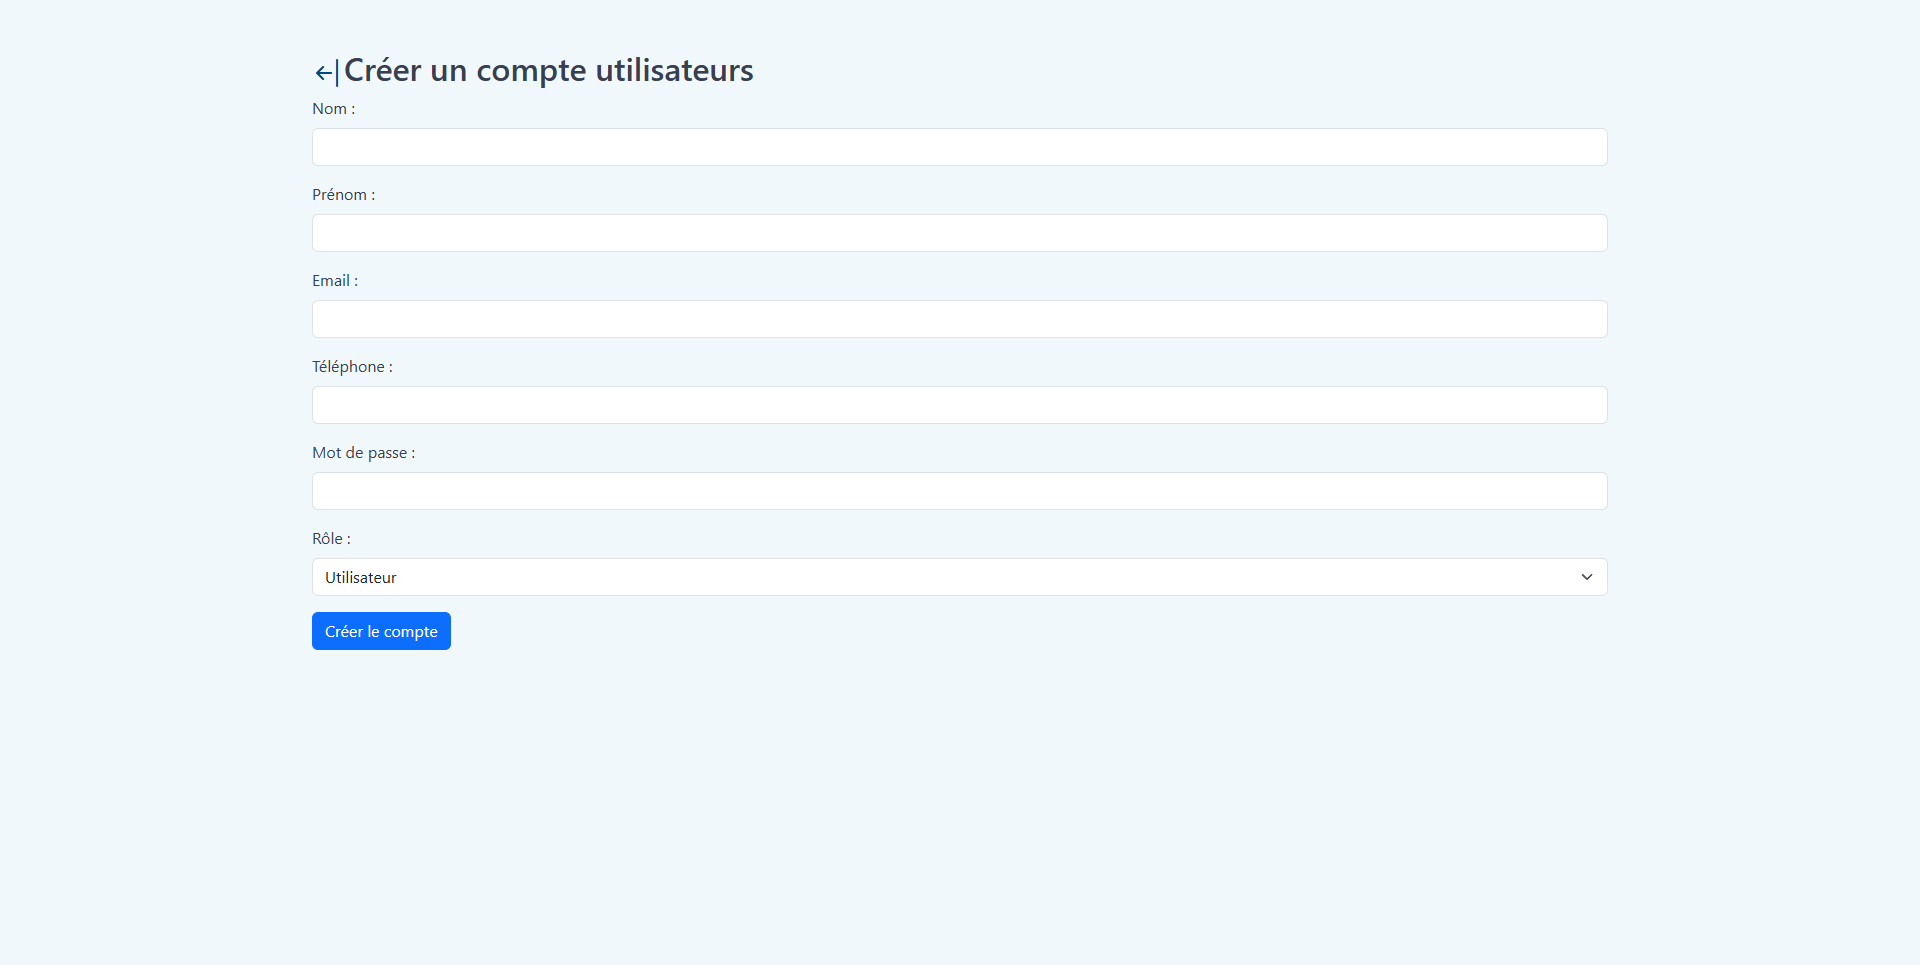 Créer un compte utilisateurs
Nom :
Prénom :
Email :
Téléphone :
Mot de passe :
Rôle :
Utilisateur
Créer le compte